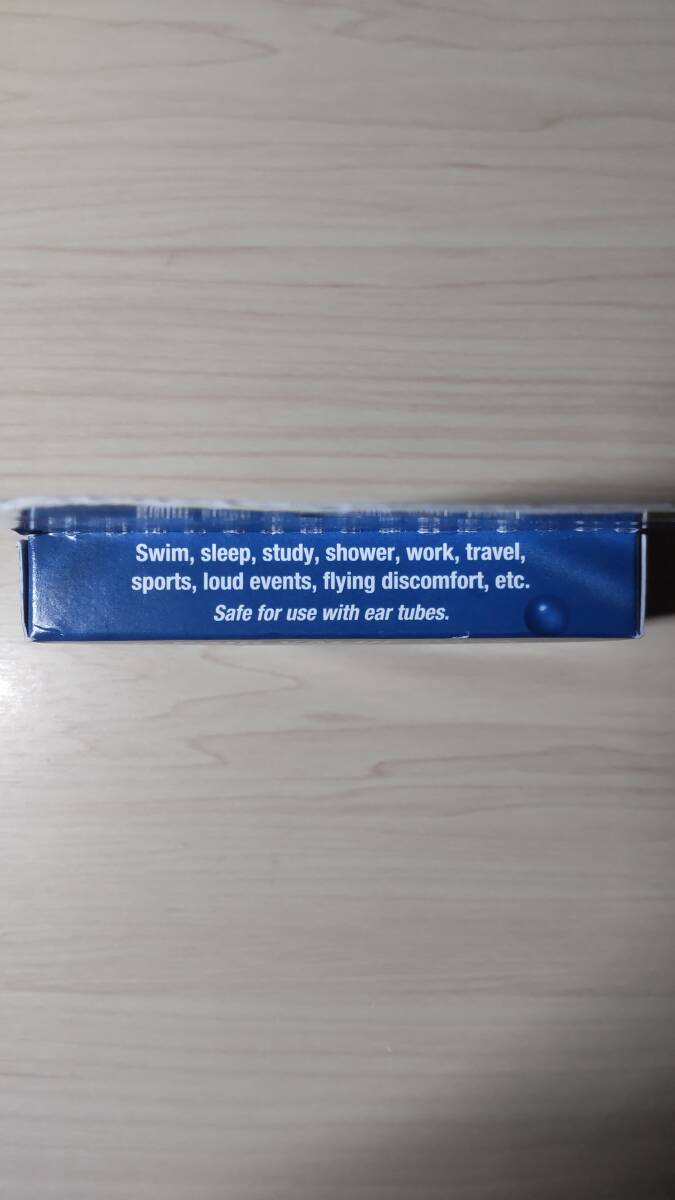 Swim, sleep, study, shower, work, travel,
sports, loud events, flying discomfort, etc.
Safe for use with ear tubes.